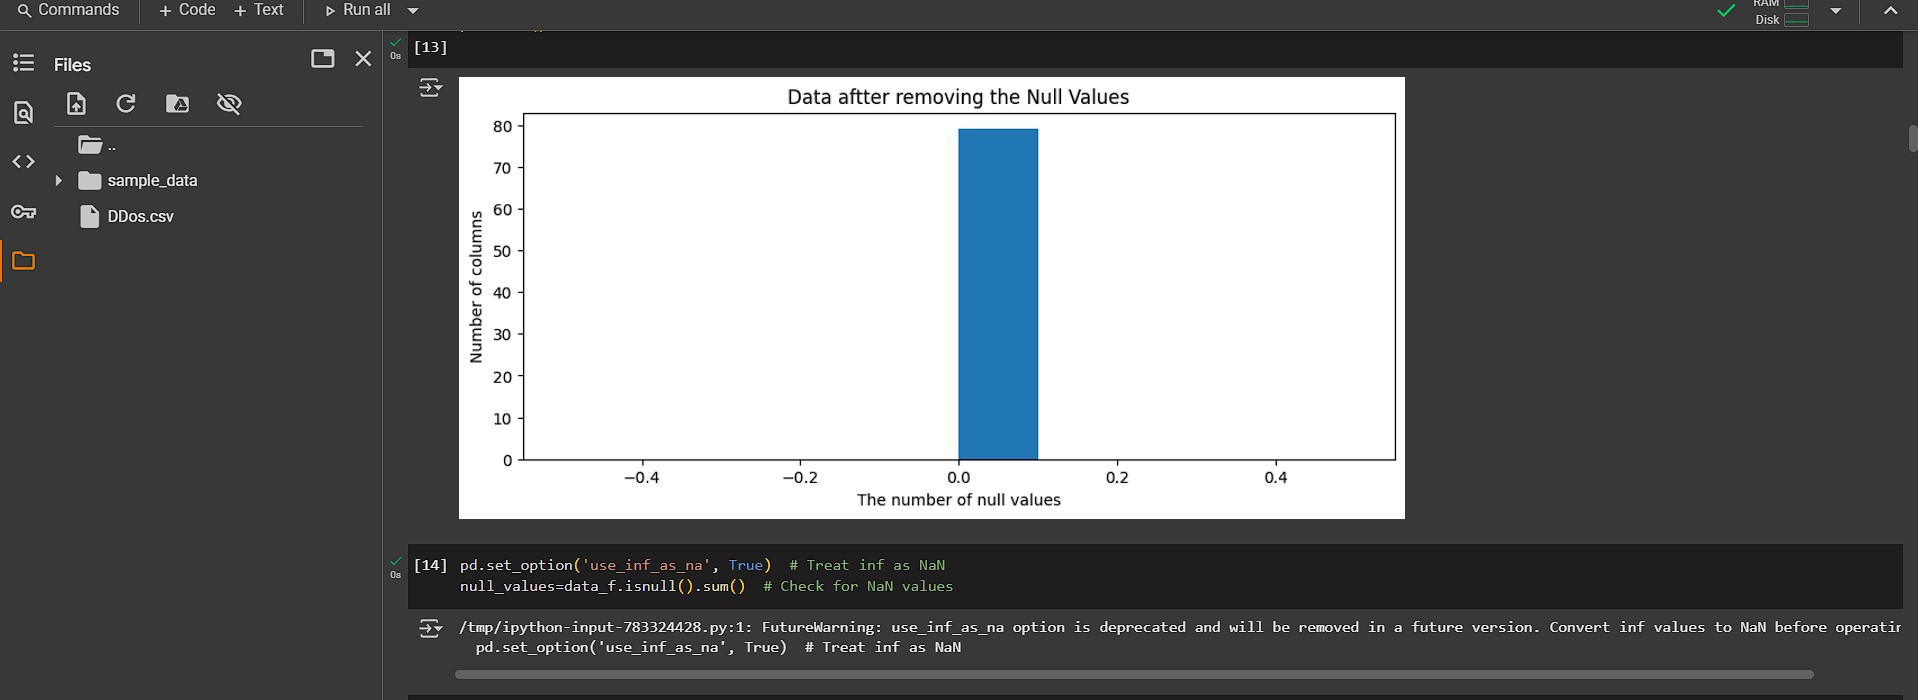 Commands + Code + Text Run all
RAM
Disk
Files
..
sample_data
DDos.csv
0s
[13]
Data aftter removing the Null Values
80
70
60
50
40
30
20
10
0
Number of columns
−0.4 −0.2 0.0 0.2 0.4
The number of null values
0s
[14] pd.set_option('use_inf_as_na', True)  # Treat inf as NaN
null_values=data_f.isnull().sum()  # Check for NaN values
/tmp/ipython-input-783324428.py:1: FutureWarning: use_inf_as_na option is deprecated and will be removed in a future version. Convert inf values to NaN before
pd.set_option('use_inf_as_na', True)  # Treat inf as NaN